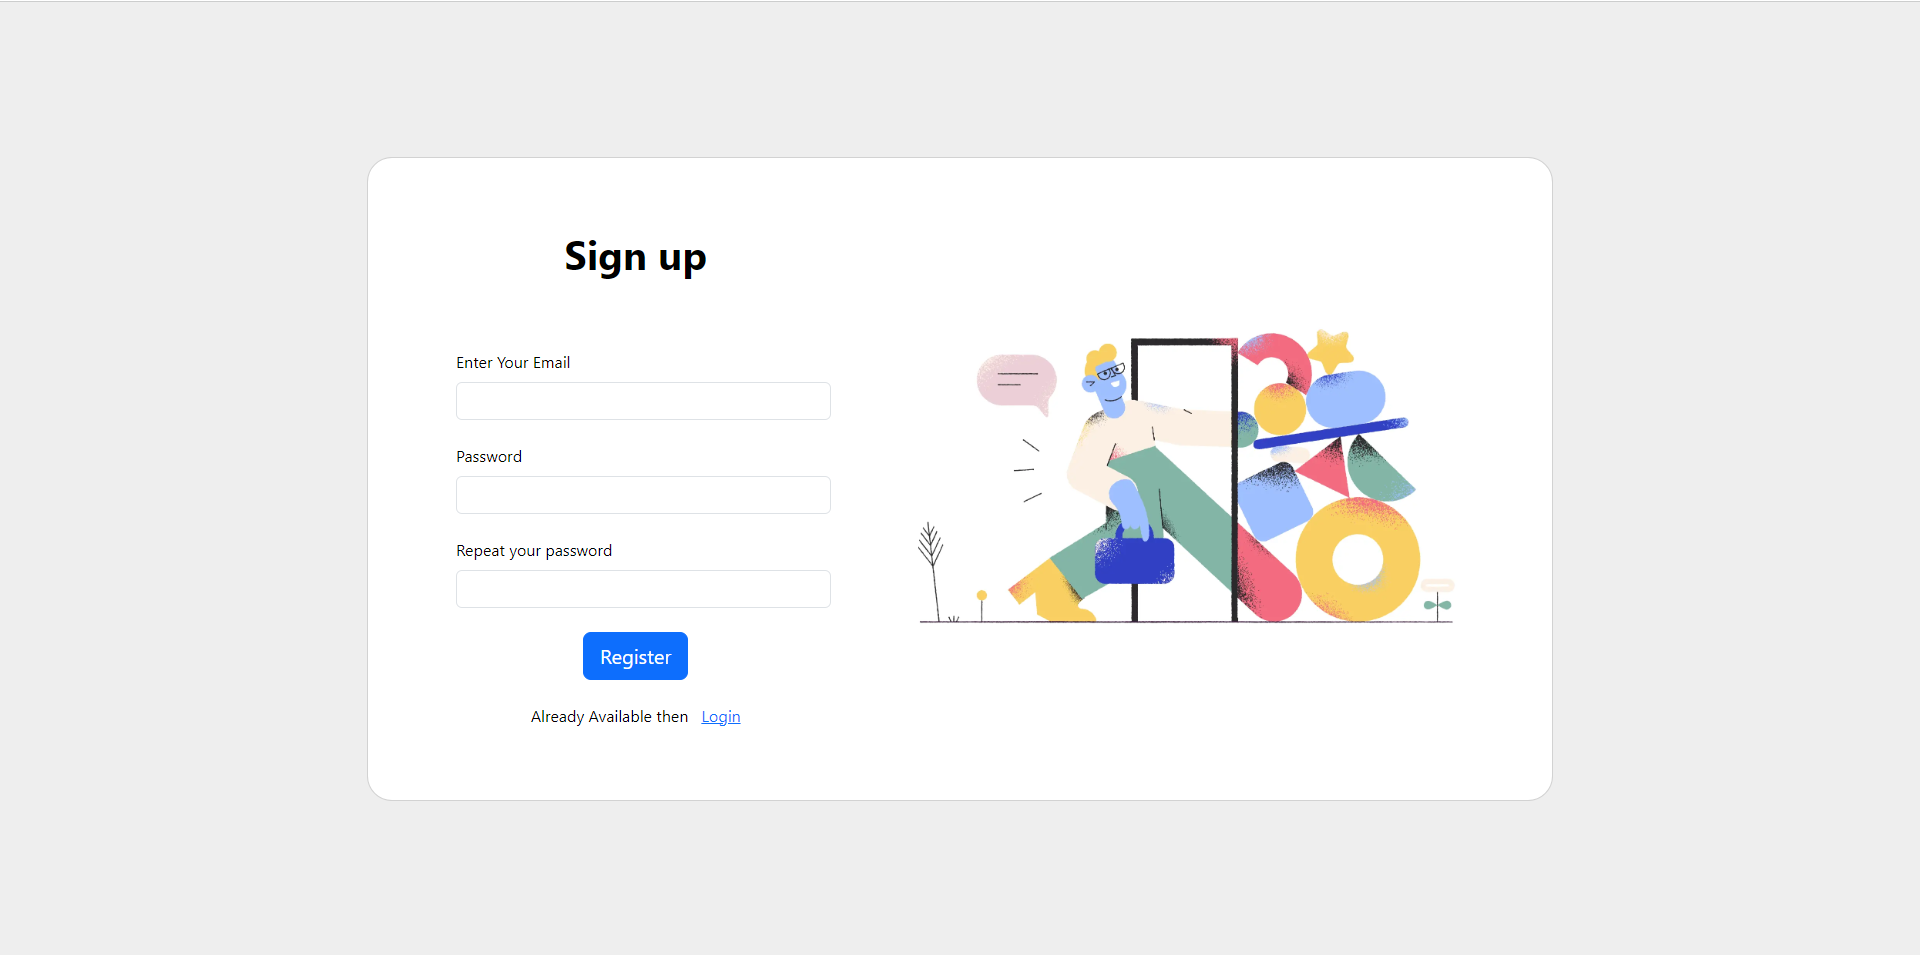 Sign up
Enter Your Email
Password
Repeat your password
Register
Already Available then Login